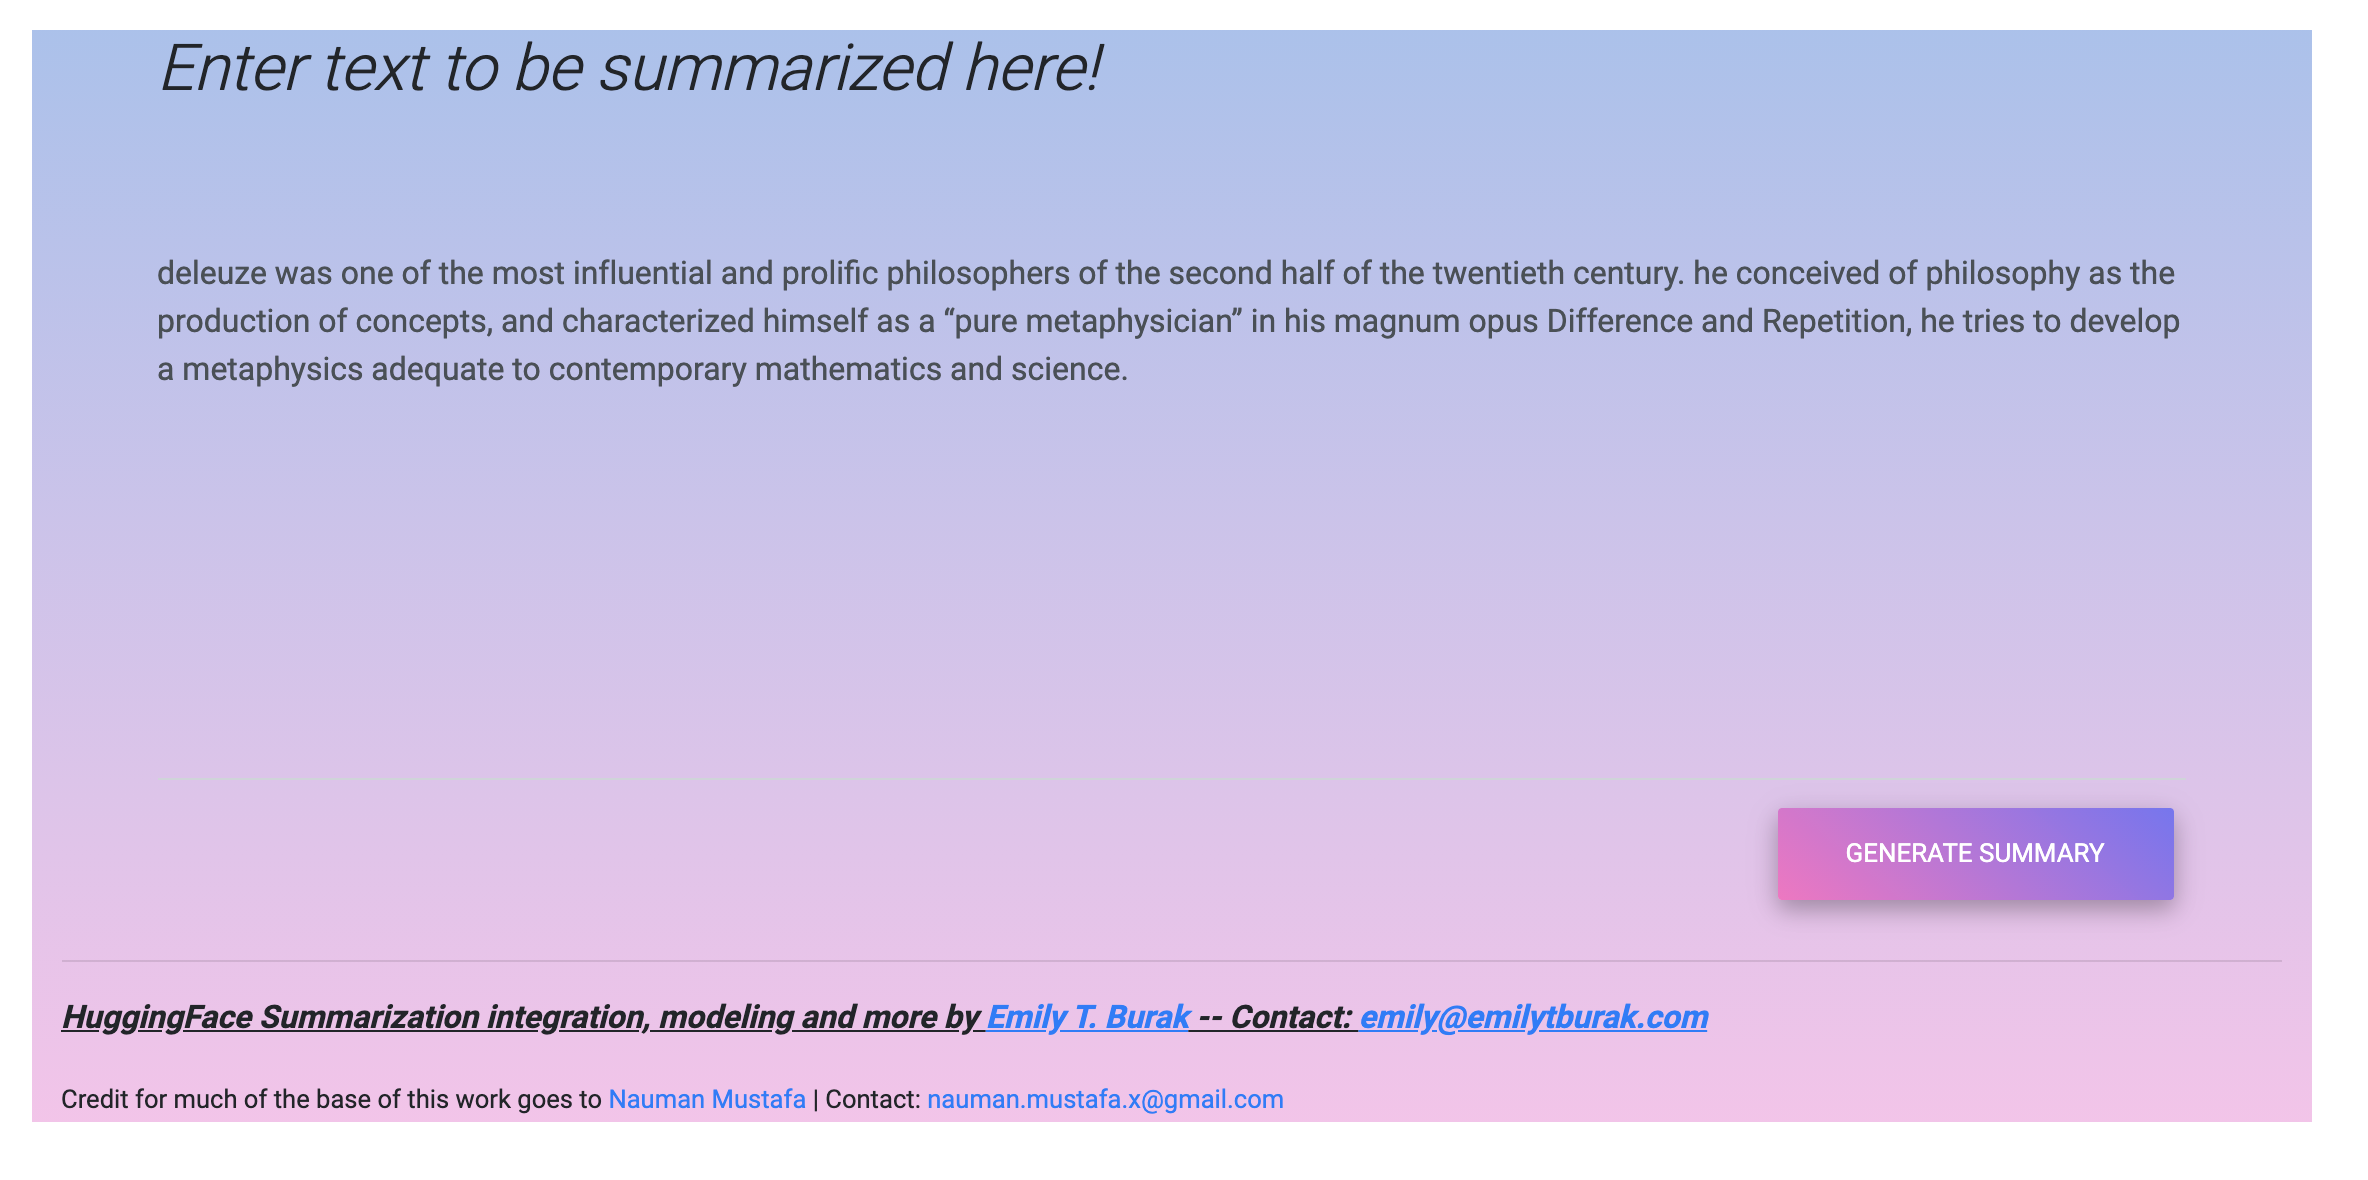 Enter text to be summarized here!
deleuze was one of the most influential and prolific philosophers of the second half of the twentieth century. he conceived of philosophy as the
production of concepts, and characterized himself as a “pure metaphysician” in his magnum opus Difference and Repetition, he tries to develop
a metaphysics adequate to contemporary mathematics and science.
GENERATE SUMMARY
HuggingFace Summarization integration, modeling and more by Emily T. Burak -- Contact: emily@emilytburak.com
Credit for much of the base of this work goes to Nauman Mustafa | Contact: nauman.mustafa.x@gmail.com